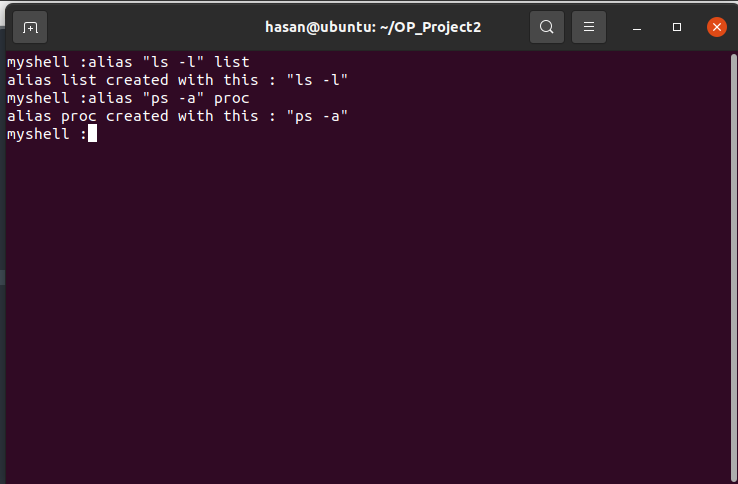 hasan@ubuntu: ~/OP_Project2
myshell :alias "ls -l" list
alias list created with this : "ls -l"
myshell :alias "ps -a" proc
alias proc created with this : "ps -a"
myshell :